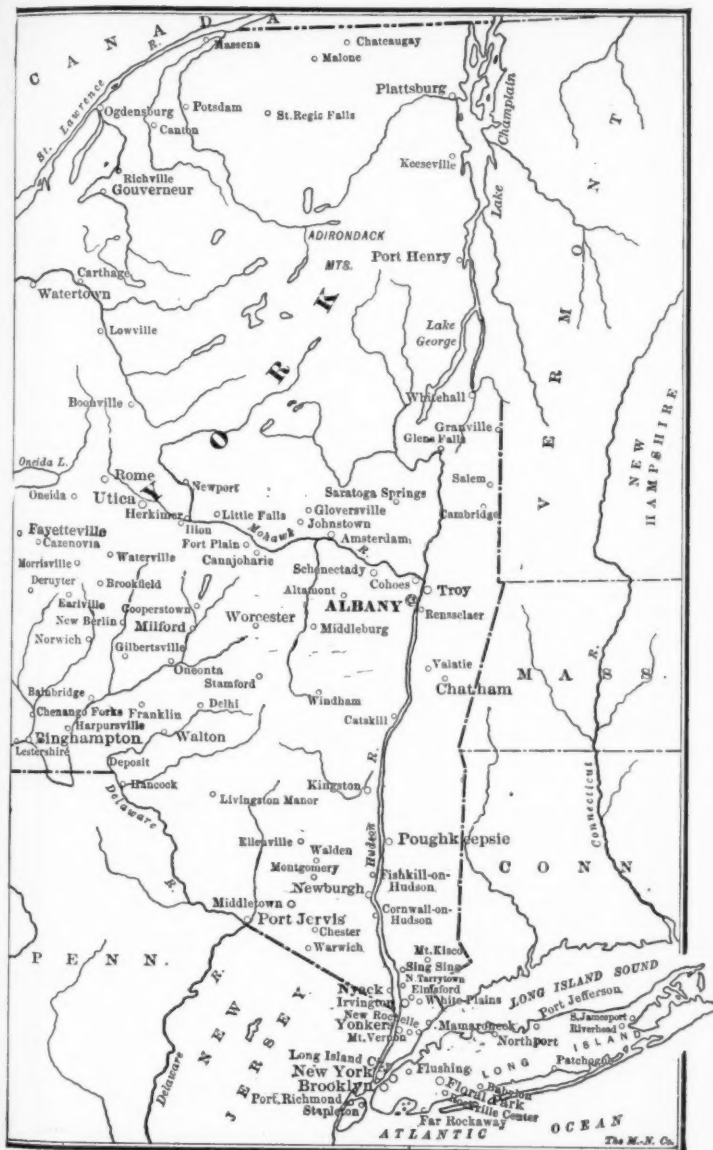 CANADA
St. Lawrence R.
Massena
Chateaugay
Malone
Ogdensburg
Potsdam
Canton
St. Regis Falls
Plattsburg
Lake Champlain
Richville
Gouverneur
Keeseville
ADIRONDACK
MTS.
Port Henry
Carthage
Watertown
Lowville
Lake
George
VERMONT
YORK
Boonville
Whitehall
Granville
Glens Falls
NEW
HAMPSHIRE
Oneida L.
Rome
Oneida
Utica
Newport
Saratoga Springs
Salem
Herkimer
Little Falls
Gloversville
Cambridge
Ilion
Mohawk R.
Johnstown
Fayetteville
Cazenovia
Fort Plain
Amsterdam
Morrisville
Waterville
Canajoharie
Schenectady
Cohoes
Troy
Deruyter
Brookfield
Altamont
ALBANY
Earlville
Cooperstown
Rensselaer
New Berlin
Milford
Worcester
Middleburg
Norwich
Gilbertsville
Oneonta
Valatie
Chatham
MASS
Stamford
Bainbridge
Windham
Chenango Forks
Franklin
Delhi
Catskill
Harpursville
Binghampton
Walton
Lestershire
Deposit
Hancock
Delaware R.
Livingston Manor
Kingston
Hudson R.
Connecticut R.
Ellenville
Walden
Poughkeepsie
CONN
Montgomery
Newburgh
Fishkill-on-
Hudson
Middletown
Port Jervis
Cornwall-on-
Hudson
Chester
Warwich
PENN.
Mt. Kisco
Sing Sing
N. Tarrytown
Nyack
Elmsford
Irvington
White Plains
LONG ISLAND SOUND
Port Jefferson
NEW JERSEY
Delaware R.
New Rochelle
Yonkers
Mamaroneck
S. Jamesport
Riverhead
Mt. Vernon
Northport
LONG ISLAND
Patchogue
Long Island C.
New York
Flushing
Brooklyn
Floral Park
Babylon
Port Richmond
Rockville Center
Stapleton
Far Rockaway
ATLANTIC OCEAN
The M.-N. Co.